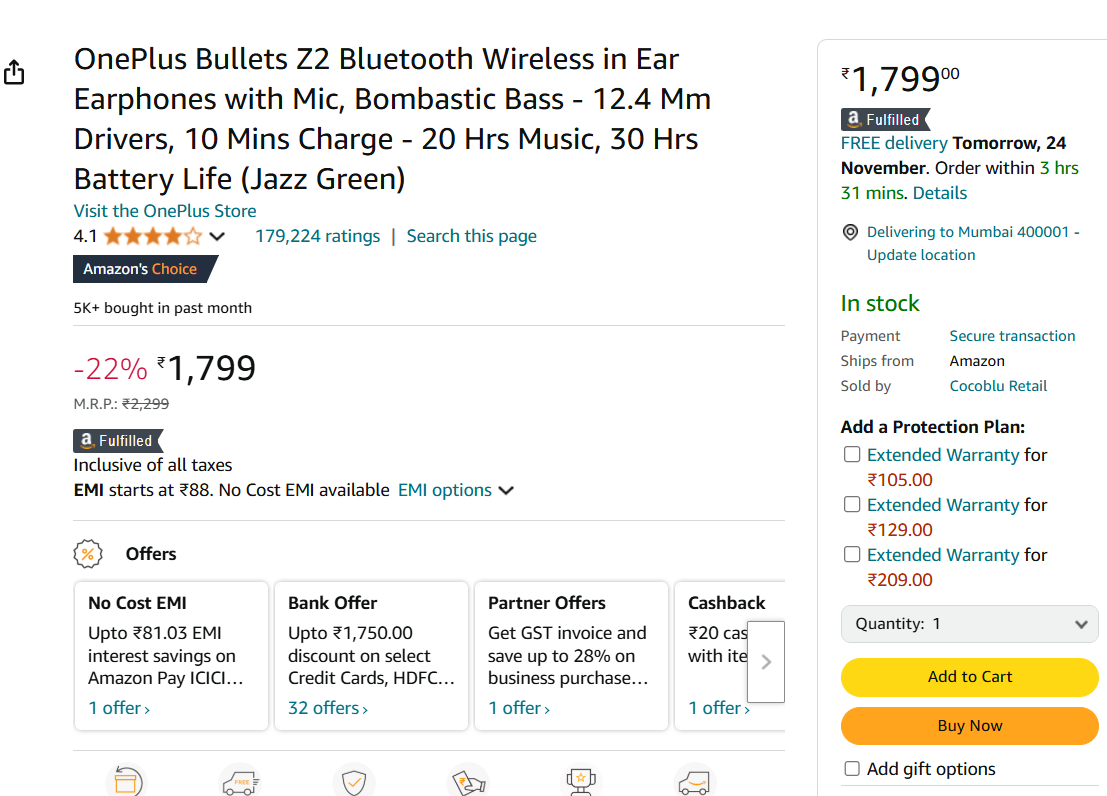 OnePlus Bullets Z2 Bluetooth Wireless in Ear
Earphones with Mic, Bombastic Bass - 12.4 Mm
Drivers, 10 Mins Charge - 20 Hrs Music, 30 Hrs
Battery Life (Jazz Green)
Visit the OnePlus Store
4.1
179,224 ratings | Search this page
Amazon's Choice
5K+ bought in past month
-22% ₹1,799
M.R.P.: ₹2,299
a Fulfilled
Inclusive of all taxes
EMI starts at ₹88. No Cost EMI available EMI options
%
Offers
No Cost EMI
Upto ₹81.03 EMI
interest savings on
Amazon Pay ICICI…
1 offer ›
Bank Offer
Upto ₹1,750.00
discount on select
Credit Cards, HDFC…
32 offers ›
Partner Offers
Get GST invoice and
save up to 28% on
business purchase…
1 offer ›
Cashback
₹20 cas
with ite
1 offer ›
FREE
₹
₹1,79900
a Fulfilled
FREE delivery Tomorrow, 24
November. Order within 3 hrs
31 mins. Details
Delivering to Mumbai 400001 -
Update location
In stock
Payment Secure transaction
Ships from Amazon
Sold by Cocoblu Retail
Add a Protection Plan:
Extended Warranty for
₹105.00
Extended Warranty for
₹129.00
Extended Warranty for
₹209.00
Quantity: 1
Add to Cart
Buy Now
Add gift options